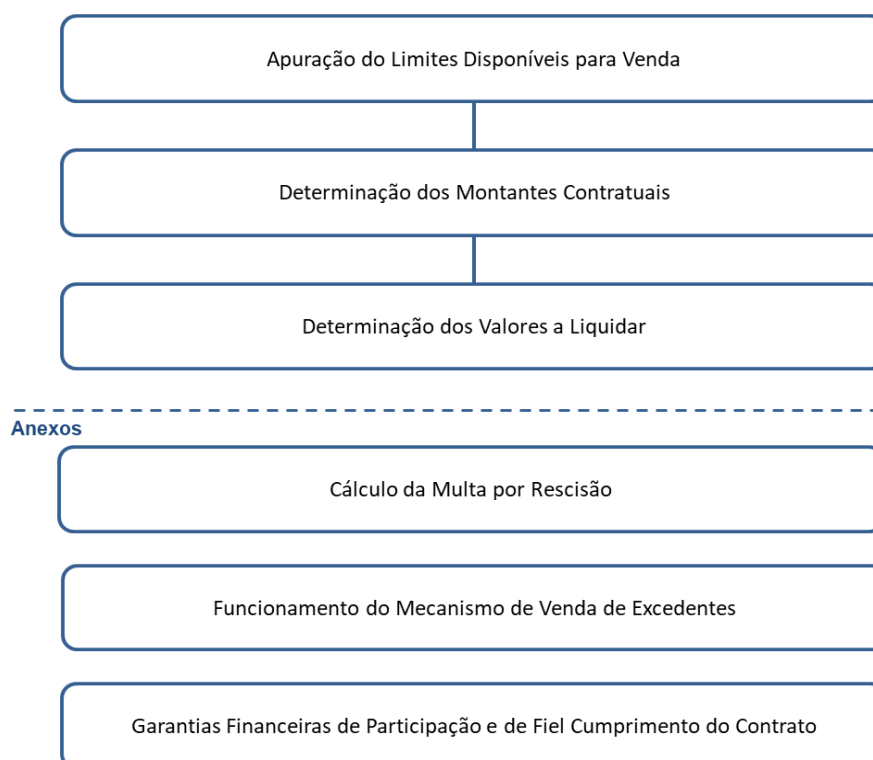 Apuração do Limites Disponíveis para Venda
Determinação dos Montantes Contratuais
Determinação dos Valores a Liquidar
Anexos
Cálculo da Multa por Rescisão
Funcionamento do Mecanismo de Venda de Excedentes
Garantias Financeiras de Participação e de Fiel Cumprimento do Contrato